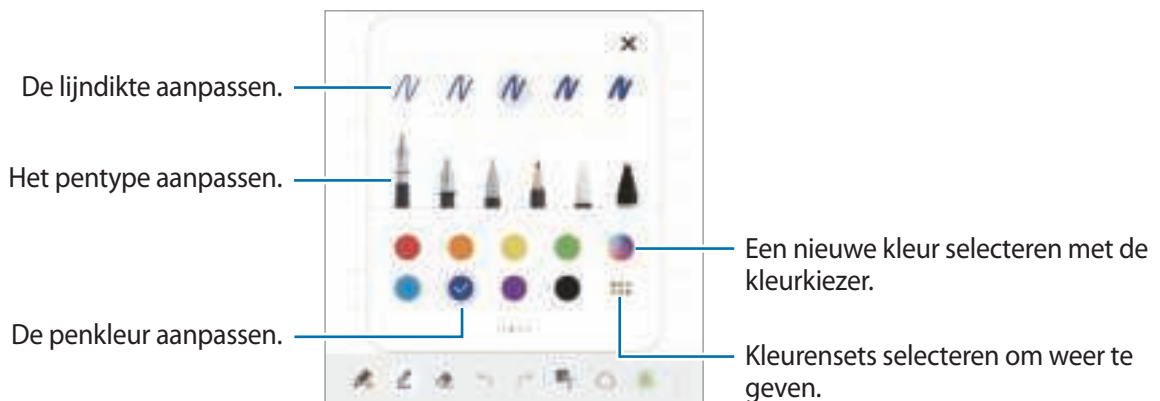 De lijndikte aanpassen.
Het pentype aanpassen.
Een nieuwe kleur selecteren met de
kleurkiezer.
De penkleur aanpassen.
Kleurensets selecteren om weer te
geven.